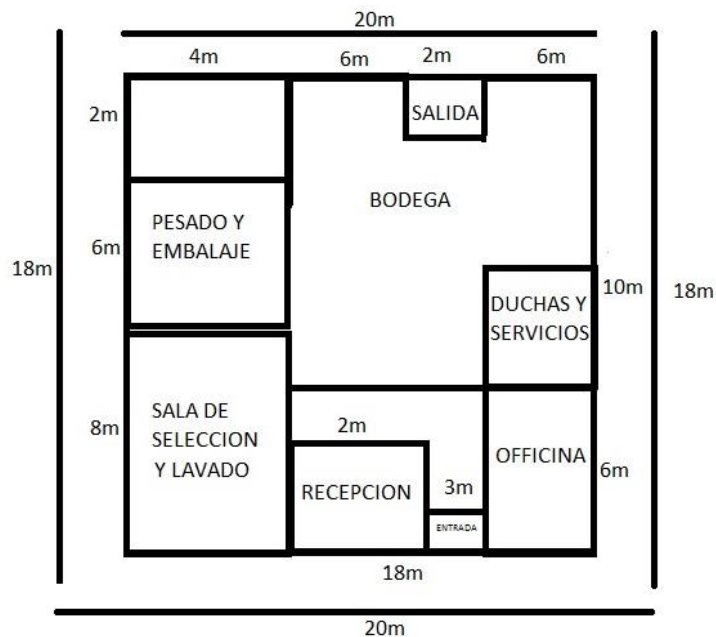 20m
4m
6m
2m
6m
2m
SALIDA
BODEGA
PESADO Y
EMBALAJE
6m
18m
10m
18m
DUCHAS Y
SERVICIOS
8m
SALA DE
SELECCION
Y LAVADO
2m
OFFICINA
6m
3m
RECEPCION
ENTRADA
18m
20m